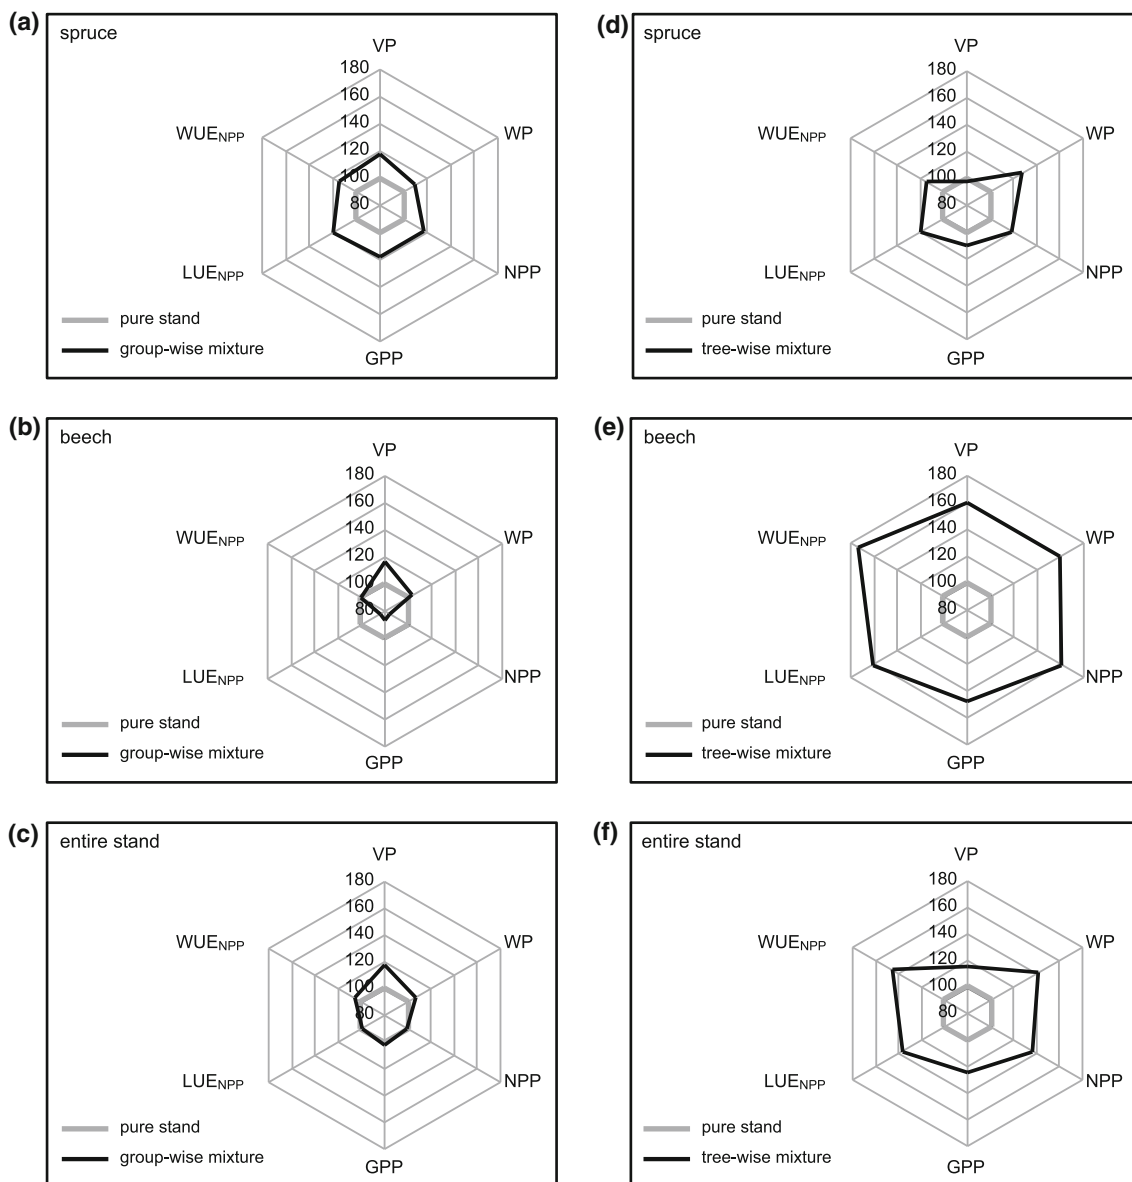 (a)
spruce
VP
180
160
140
120
100
80
WUENPP
WP
LUENPP
NPP
GPP
pure stand
group-wise mixture
(d)
spruce
VP
180
160
140
120
100
80
WUENPP
WP
LUENPP
NPP
GPP
pure stand
tree-wise mixture
(b)
beech
VP
180
160
140
120
100
80
WUENPP
WP
LUENPP
NPP
GPP
pure stand
group-wise mixture
(e)
beech
VP
180
160
140
120
100
80
WUENPP
WP
LUENPP
NPP
GPP
pure stand
tree-wise mixture
(c)
entire stand
VP
180
160
140
120
100
80
WUENPP
WP
LUENPP
NPP
GPP
pure stand
group-wise mixture
(f)
entire stand
VP
180
160
140
120
100
80
WUENPP
WP
LUENPP
NPP
GPP
pure stand
tree-wise mixture